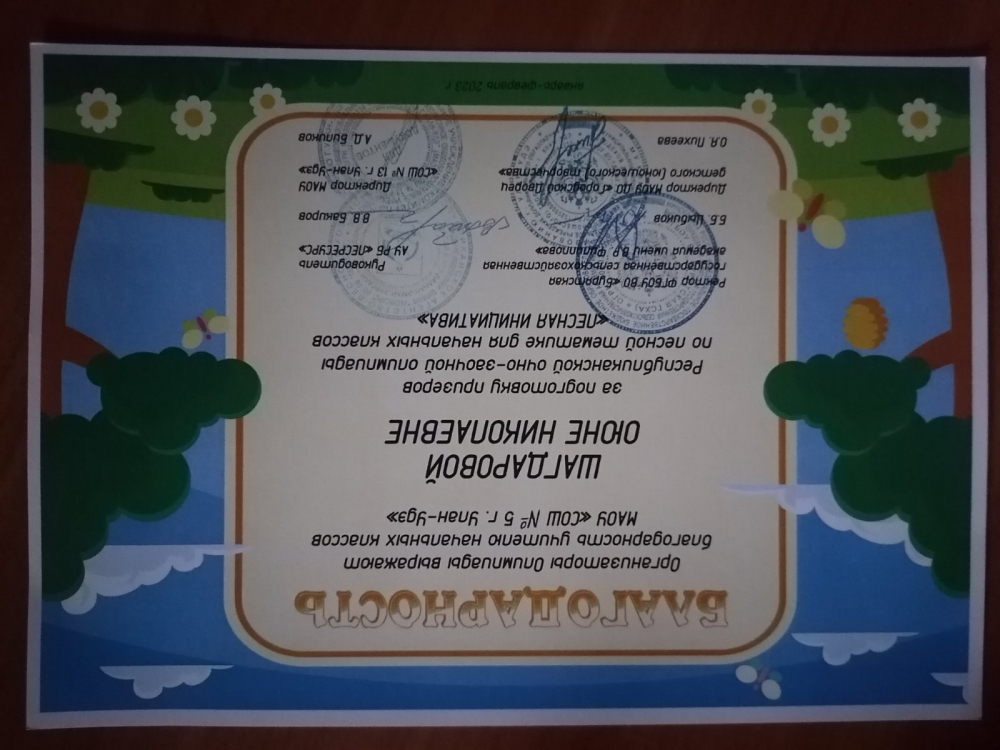 БЛАГОДАРНОСТЬ
Организаторы Олимпиады выражают
благодарность учителю начальных классов
МАОУ «СОШ № 5 г. Улан-Удэ»
ШАГДАРОВОЙ
ОЮНЕ НИКОЛАЕВНЕ
за подготовку призеров
Республиканской очно-заочной олимпиады
по лесной тематике для начальных классов
«ЛЕСНАЯ ИНИЦИАТИВА»
Ректор ФГБОУ ВО «Бурятская
государственная сельскохозяйственная
академия имени В.Р. Филиппова»
Б.Б. Цыбиков
Руководитель
АУ РБ «ЛЕСРЕСУРС»
В.В. Бакиров
Директор МАОУ ДО «Городской Дворец
детского (юношеского) творчества»
О.Я. Пихеева
Директор МАОУ
«СОШ № 13 г. Улан-Удэ»
А.Д. Билизов
январь-февраль 2023 г